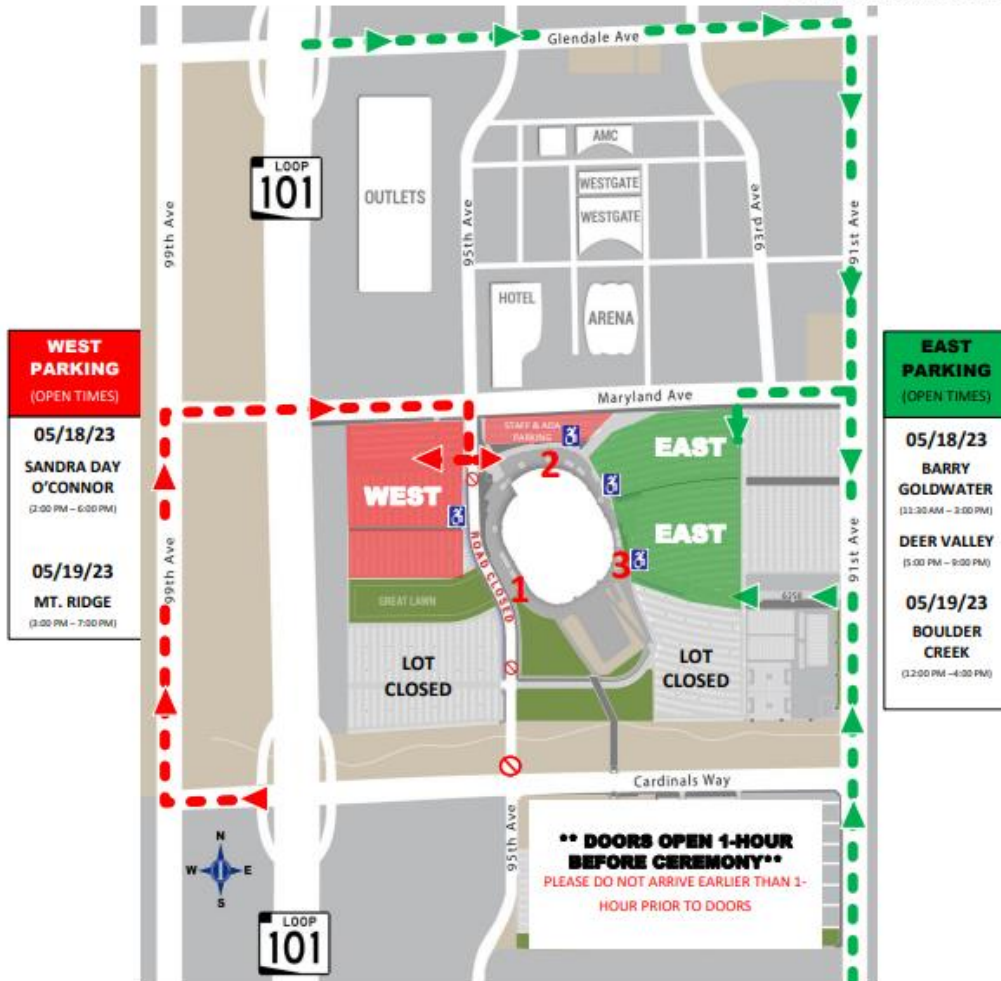 Glendale Ave
LOOP
101
OUTLETS
AMC
WESTGATE
WESTGATE
99th Ave
95th Ave
93rd Ave
91st Ave
HOTEL
ARENA
WEST
PARKING
(OPEN TIMES)
05/18/23
SANDRA DAY
O'CONNOR
(2:00 PM – 6:00 PM)
05/19/23
MT. RIDGE
(3:00 PM – 7:00 PM)
Maryland Ave
STAFF & ADA
PARKING
2
EAST
WEST
EAST
3
ROAD CLOSED
1
GREAT LAWN
99th Ave
91st Ave
LOT
CLOSED
LOT
CLOSED
EAST
PARKING
(OPEN TIMES)
05/18/23
BARRY
GOLDWATER
(11:30 AM – 3:00 PM)
DEER VALLEY
(5:00 PM – 9:00 PM)
05/19/23
BOULDER
CREEK
(12:00 PM –4:00 PM)
Cardinals Way
95th Ave
** DOORS OPEN 1-HOUR
BEFORE CEREMONY**
PLEASE DO NOT ARRIVE EARLIER THAN 1-
HOUR PRIOR TO DOORS
N
W E
S
LOOP
101